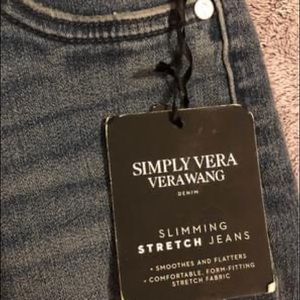 SIMPLY VERA
VERAWANG
DENIM
SLIMMING
STRETCH JEANS
• SMOOTHES AND FLATTERS
• COMFORTABLE, FORM-FITTING
STRETCH FABRIC